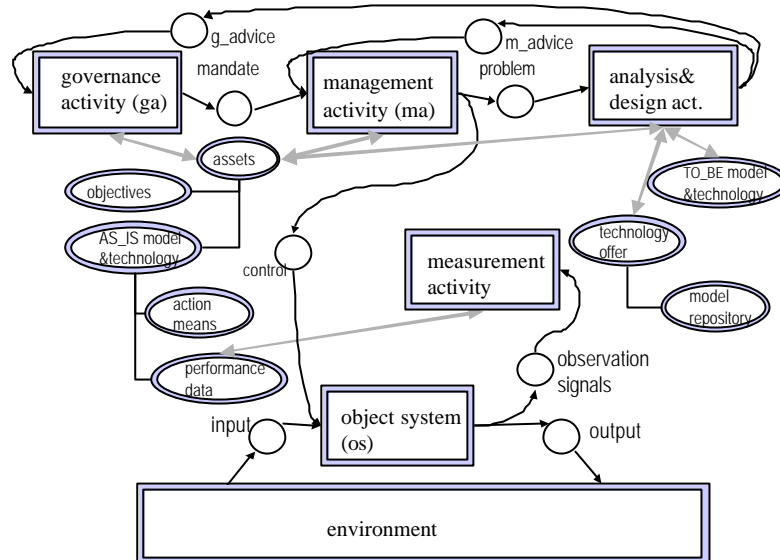 g_advice
m_advice
mandate
problem
governance
activity (ga)
management
activity (ma)
analysis&
design act.
assets
objectives
TO_BE model
&technology
AS_IS model
&technology
technology
offer
control
measurement
activity
action
means
model
repository
performance
data
observation
signals
input
object system
(os)
output
environment